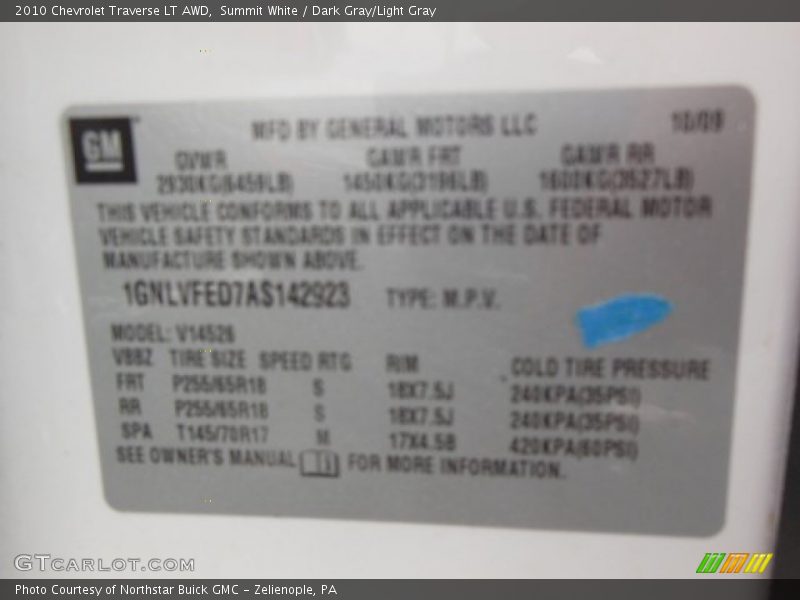 2010 Chevrolet Traverse LT AWD,  Summit White / Dark Gray/Light Gray
GM MFD BY GENERAL MOTORS LLC 10/09
GVWR GAWR FRT GAWR RR
2930KG(6459LB) 1450KG(3196LB) 1600KG(3527LB)
THIS VEHICLE CONFORMS TO ALL APPLICABLE U.S. FEDERAL MOTOR
VEHICLE SAFETY STANDARDS IN EFFECT ON THE DATE OF
MANUFACTURE SHOWN ABOVE.
1GNLVFED7AS142923 TYPE: M.P.V.
MODEL: V14526
VBBZ TIRE SIZE SPEED RTG RIM COLD TIRE PRESSURE
FRT P255/65R18 S 18X7.5J 240KPA(35PSI)
RR P255/65R18 S 18X7.5J 240KPA(35PSI)
SPA T145/70R17 M 17X4.5B 420KPA(60PSI)
SEE OWNER'S MANUAL FOR MORE INFORMATION.
GTCARLOT.COM
Photo Courtesy of Northstar Buick GMC - Zelienople, PA